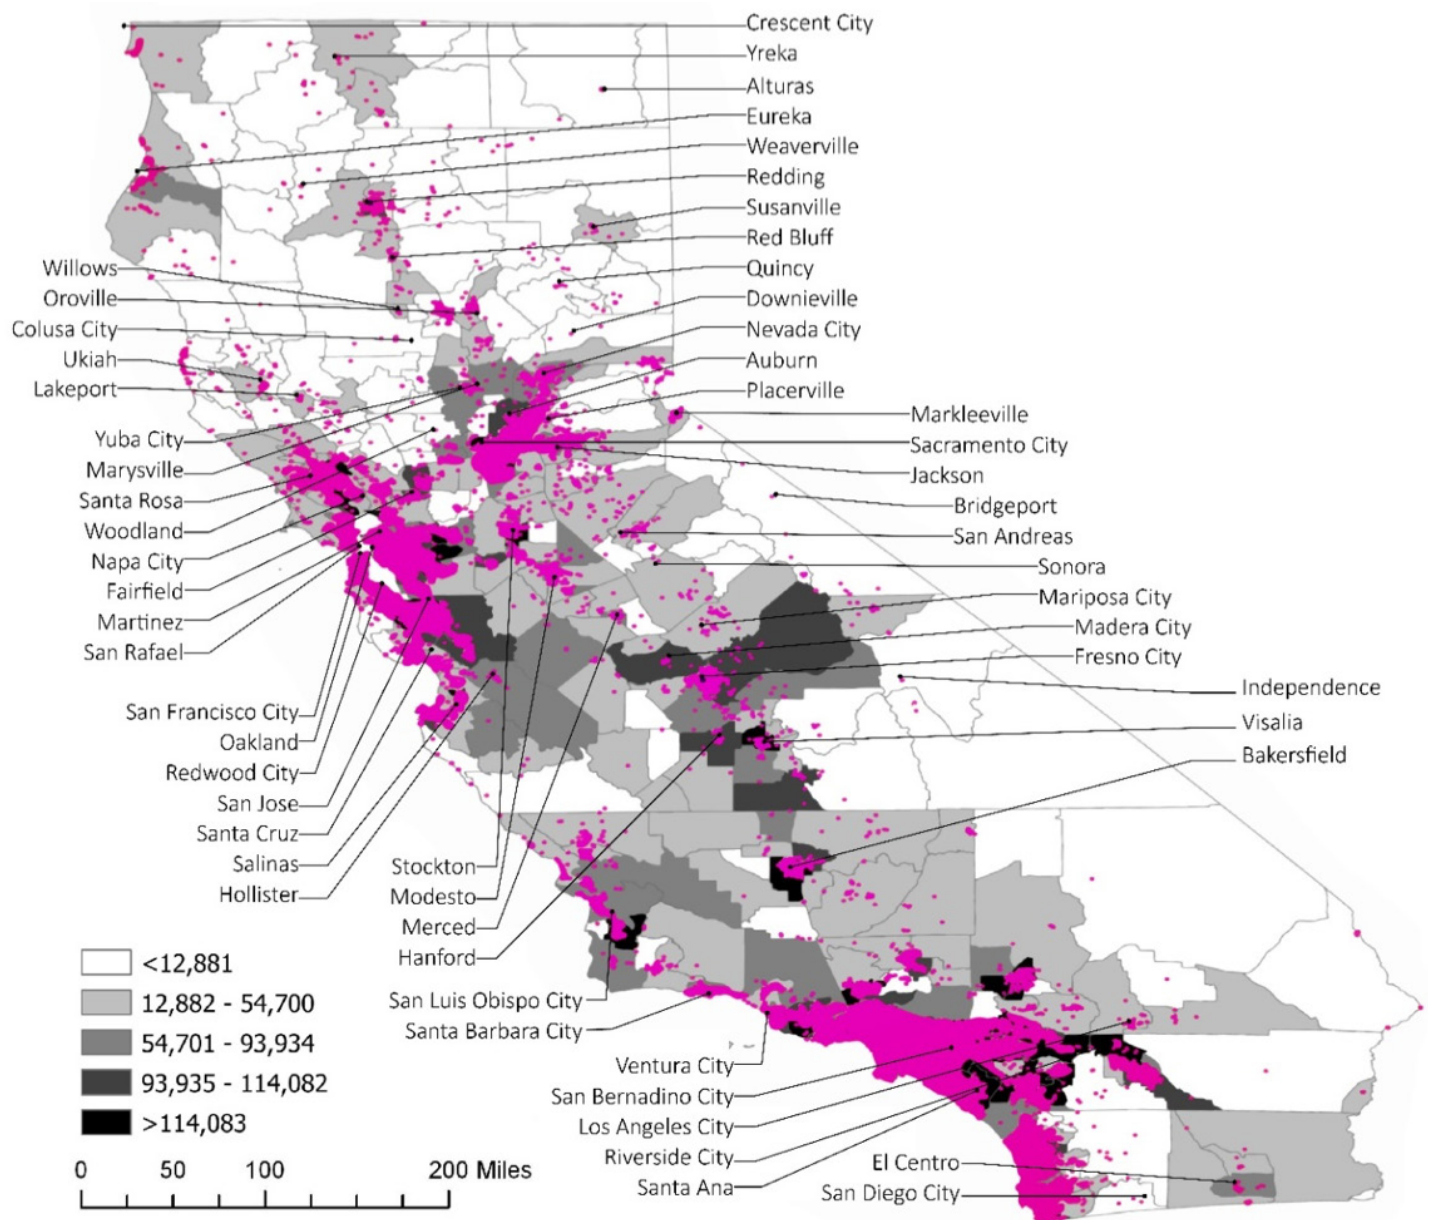 Crescent City
Yreka
Alturas
Eureka
Weaverville
Redding
Susanville
Red Bluff
Quincy
Downieville
Nevada City
Auburn
Placerville
Willows
Oroville
Colusa City
Ukiah
Lakeport
Yuba City
Marysville
Santa Rosa
Woodland
Napa City
Fairfield
Martinez
San Rafael
San Francisco City
Oakland
Redwood City
San Jose
Santa Cruz
Salinas
Hollister
Markleeville
Sacramento City
Jackson
Bridgeport
San Andreas
Sonora
Mariposa City
Madera City
Fresno City
Independence
Visalia
Bakersfield
Stockton
Modesto
Merced
Hanford
San Luis Obispo City
Santa Barbara City
Ventura City
San Bernadino City
Los Angeles City
Riverside City
Santa Ana
El Centro
San Diego City
<12,881
12,882 - 54,700
54,701 - 93,934
93,935 - 114,082
>114,083
0 50 100 200 Miles